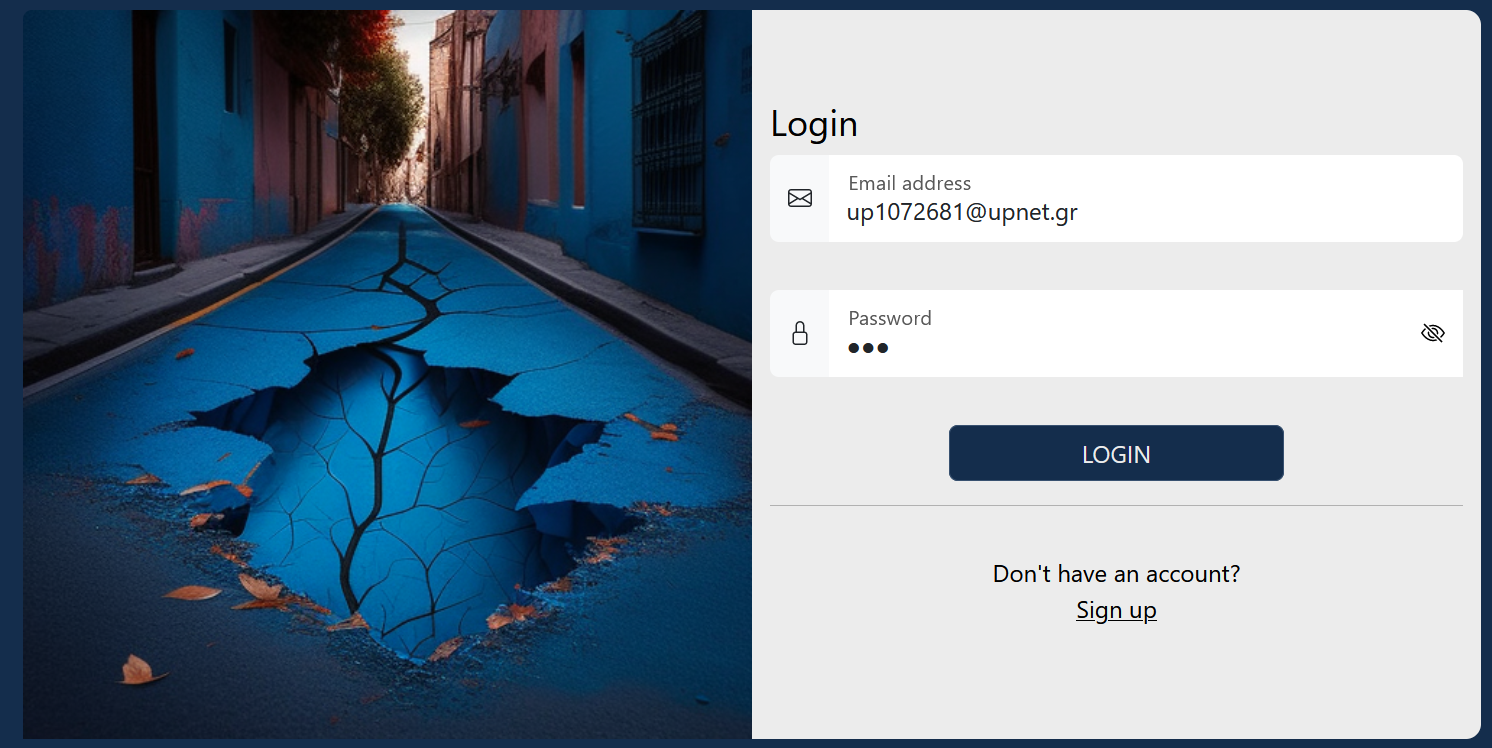 Login
Email address
up1072681@upnet.gr
Password
●●●
LOGIN
Don't have an account?
Sign up